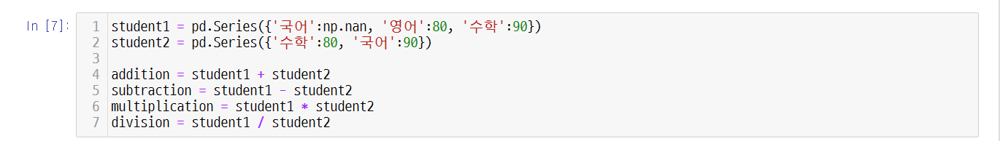 In [7]:
1 student1 = pd.Series({'국어':np.nan, '영어':80, '수학':90})
2 student2 = pd.Series({'수학':80, '국어':90})
3
4 addition = student1 + student2
5 subtraction = student1 - student2
6 multiplication = student1 * student2
7 division = student1 / student2